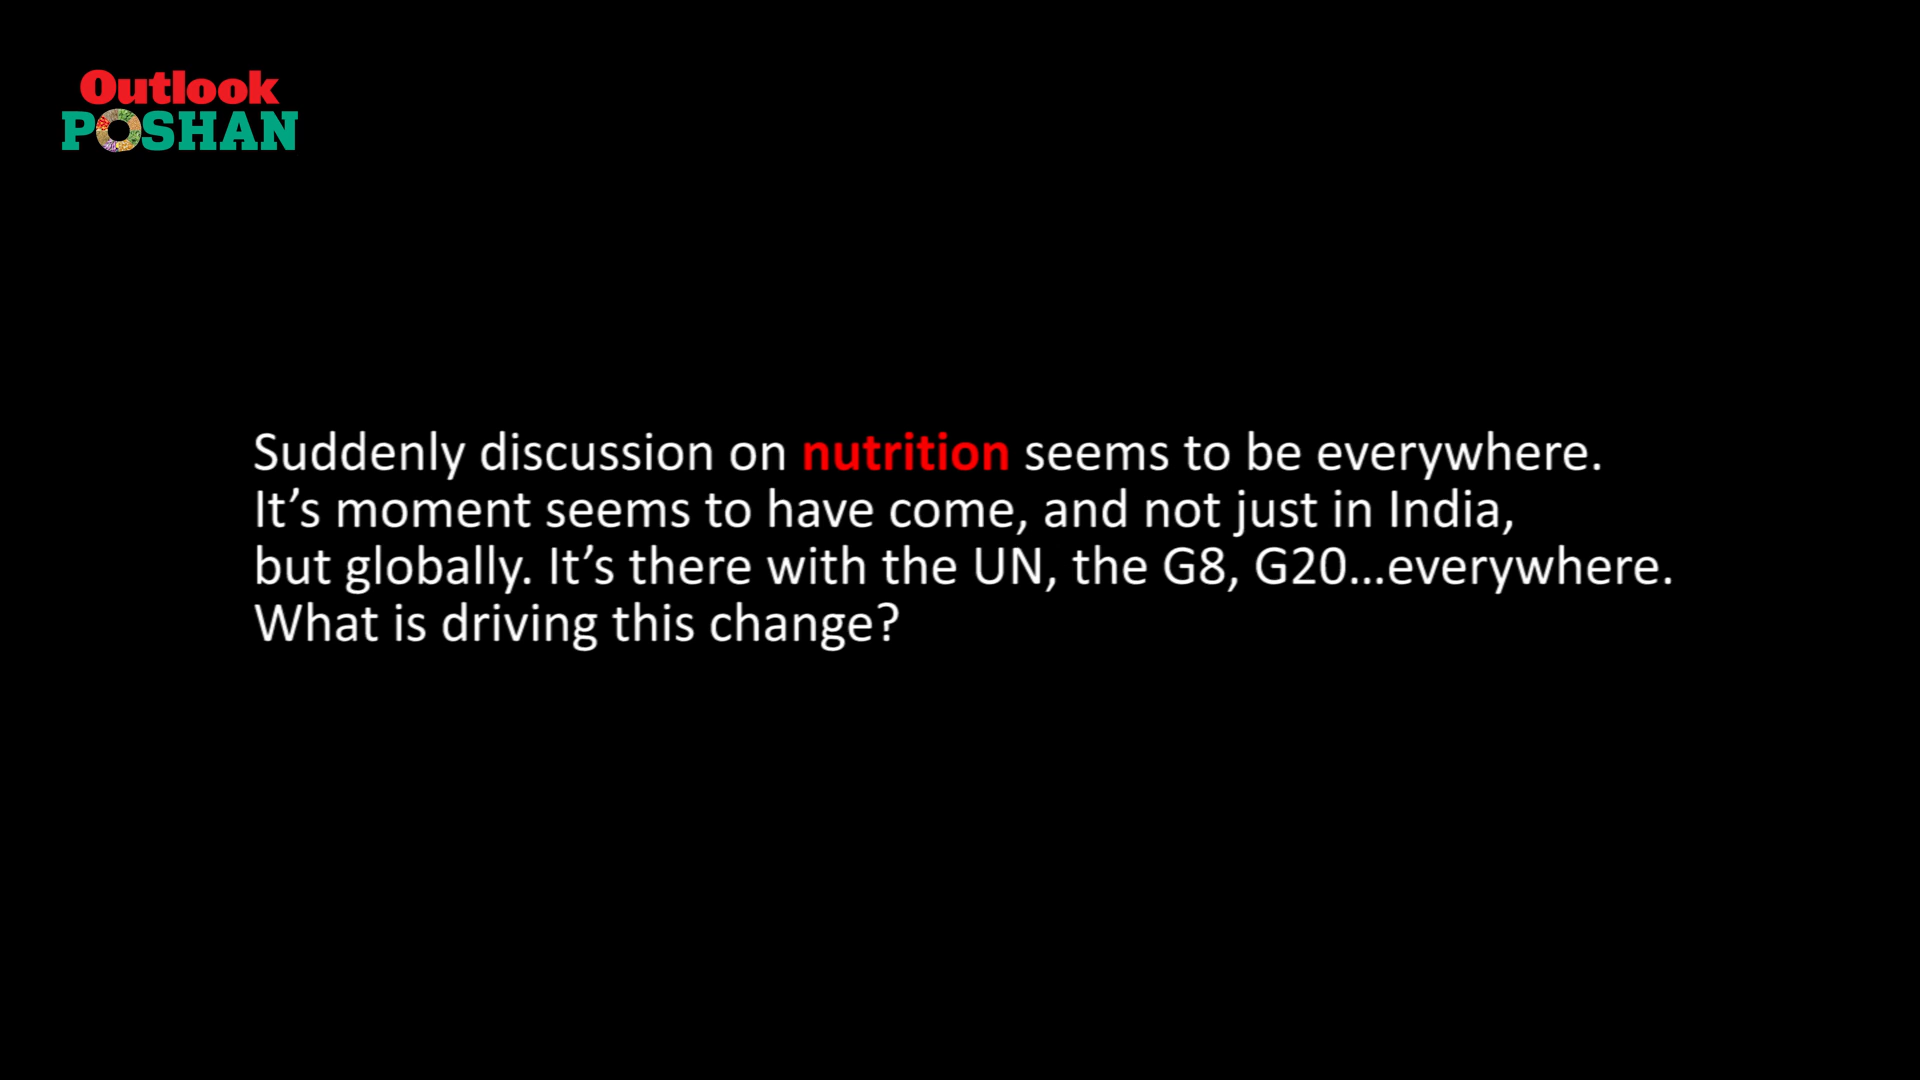 Outlook
POSHAN
Suddenly discussion on nutrition seems to be everywhere.
It’s moment seems to have come, and not just in India,
but globally. It’s there with the UN, the G8, G20...everywhere.
What is driving this change?